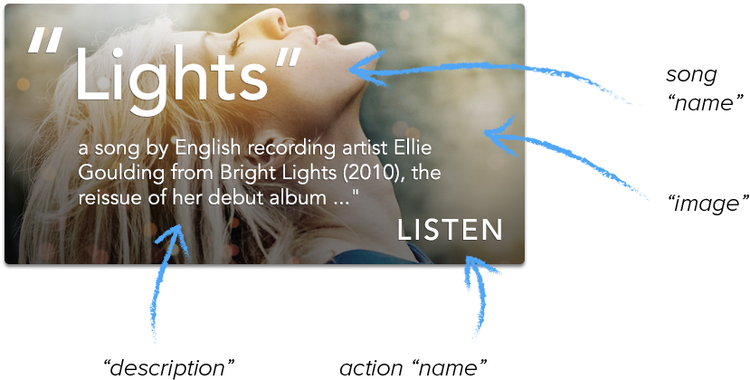 “Lights”
a song by English recording artist Ellie
Goulding from Bright Lights (2010), the
reissue of her debut album ..."
LISTEN
song
“name”
“image”
“description”
action “name”